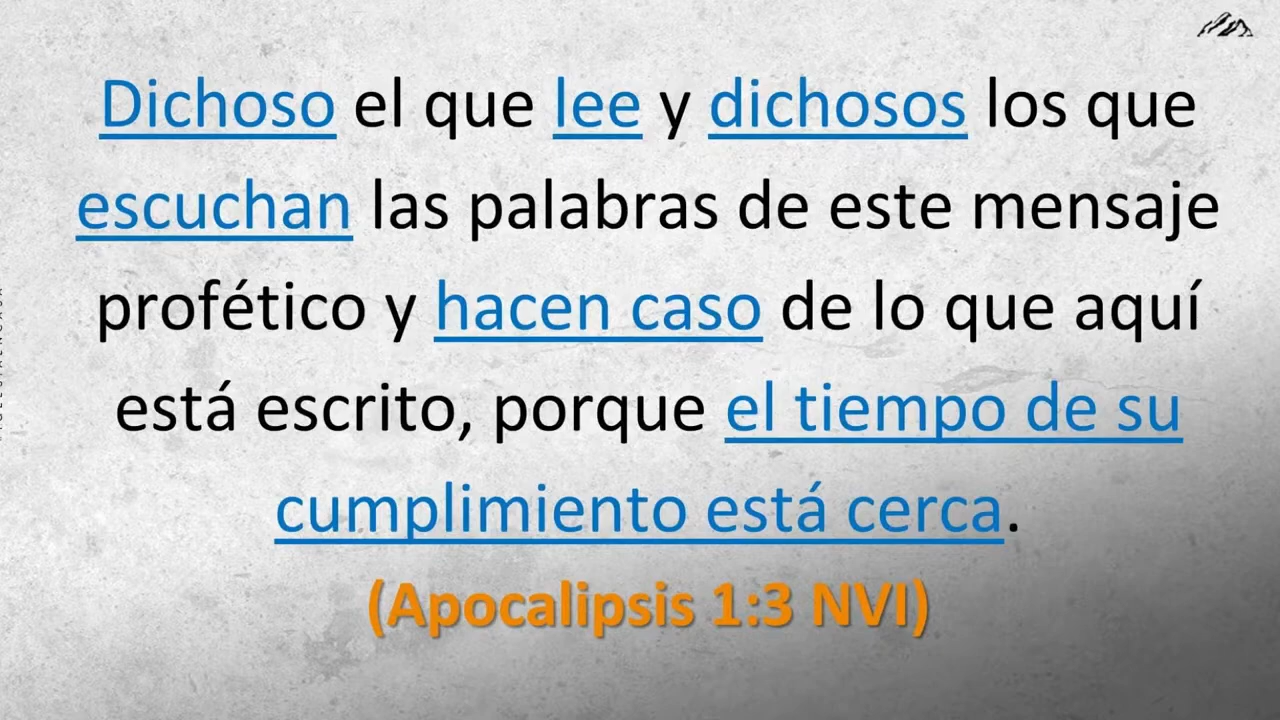 Dichoso el que lee y dichosos los que
escuchan las palabras de este mensaje
profético y hacen caso de lo que aquí
está escrito, porque el tiempo de su
cumplimiento está cerca.
(Apocalipsis 1:3 NVI)